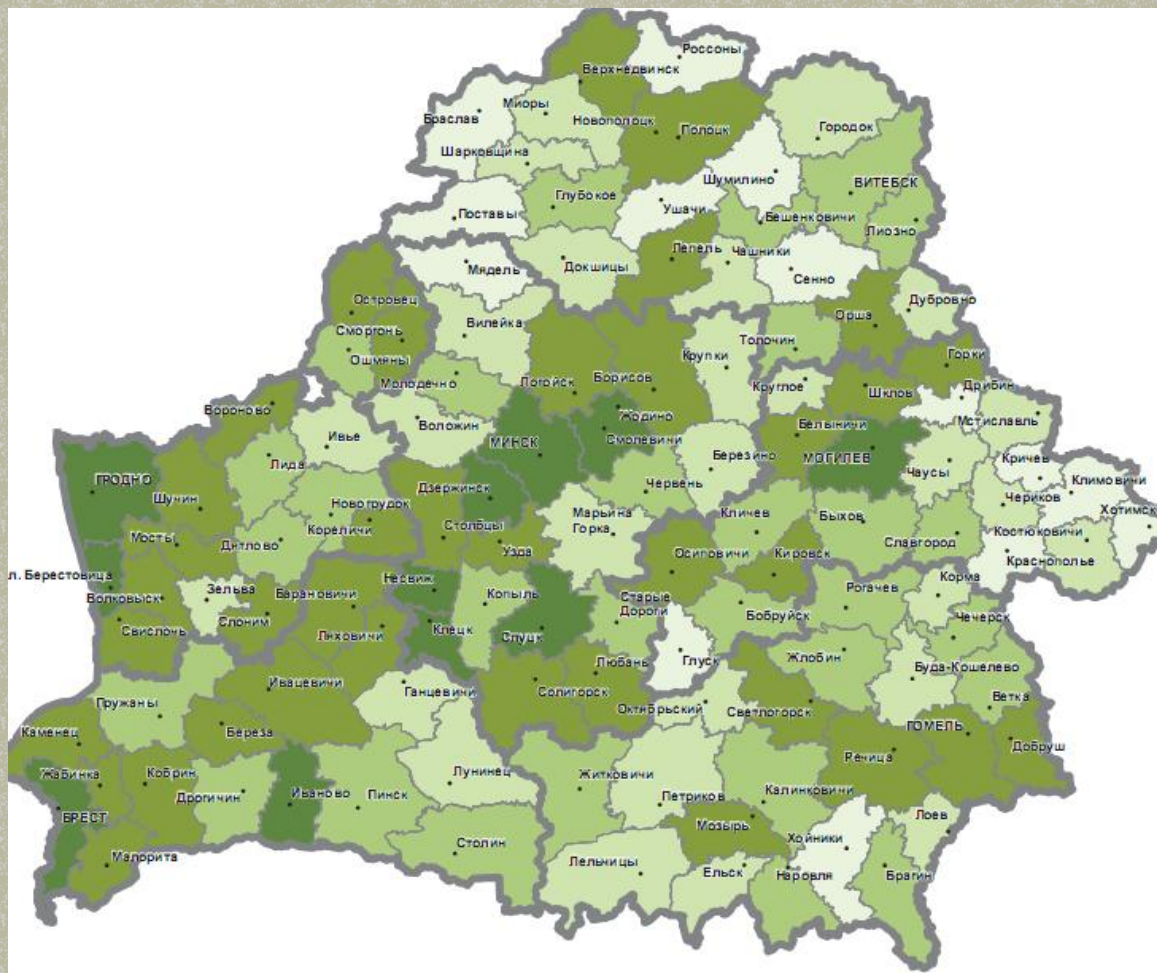 Россоны
Верхнедвинск
Миоры
Браслав
Новополоцк
Полоцк
Городок
Шарковщина
Шумилино
ВИТЕБСК
Глубокое
Ушачи
Поставы
Бешенковичи
Лиозно
Лепель
Чашники
Докшицы
Мядель
Сенно
Островец
Дубровно
Орша
Вилейка
Сморгонь
Толочин
Ошмяны
Крупки
Горки
Молодечно
Логойск
Борисов
Круглое
Шклов
Дрибин
Вороново
Жодино
Мстиславль
Воложин
Белыничи
Ивье
МИНСК
Смолевичи
Березино
МОГИЛЕВ
Кричев
Лида
Чаусы
Климовичи
ГРОДНО
Дзержинск
Червень
Чериков
Щучин
Новогрудок
Марьина
Горка
Кличев
Быхов
Хотимск
Столбцы
Костюковичи
Кореличи
Славгород
Мосты
Узда
Дятлово
Осиповичи
Кировск
Краснополье
л. Берестовица
Несвиж
Зельва
Барановичи
Рогачев
Корма
Волковыск
Копыль
Старые
Дороги
Слоним
Бобруйск
Чечерск
Свислочь
Ляховичи
Клецк
Слуцк
Жлобин
Глуск
Любань
Буда-Кошелево
Ивацевичи
Ганцевичи
Солигорск
Ветка
Пружаны
Октябрьский
Светлогорск
ГОМЕЛЬ
Каменец
Береза
Добруш
Речица
Жабинка
Кобрин
Лунинец
Житковичи
Дрогичин
Иваново
Пинск
Петриков
Калинковичи
БРЕСТ
Мозырь
Лоев
Хойники
Столин
Малорита
Лельчицы
Ельск
Наровля
Брагин